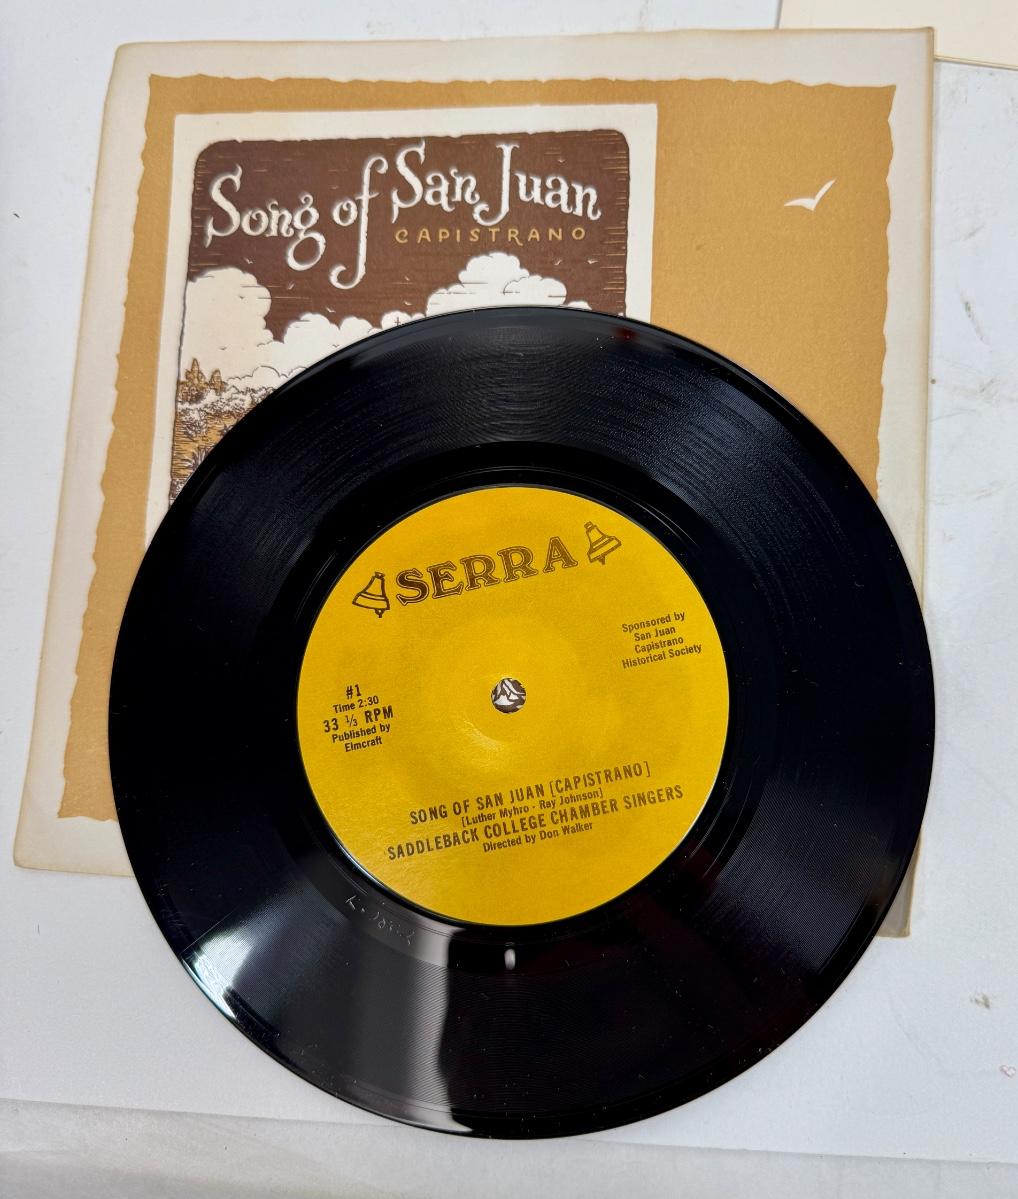 Song of San Juan
CAPISTRANO
SERRA
Sponsored by
San Juan
Capistrano
Historical Society
#1
Time 2:30
33 ⅓ RPM
Published by
Elmcraft
SONG OF SAN JUAN [CAPISTRANO]
[Luther Myhro - Ray Johnson]
SADDLEBACK COLLEGE CHAMBER SINGERS
Directed by Don Walker